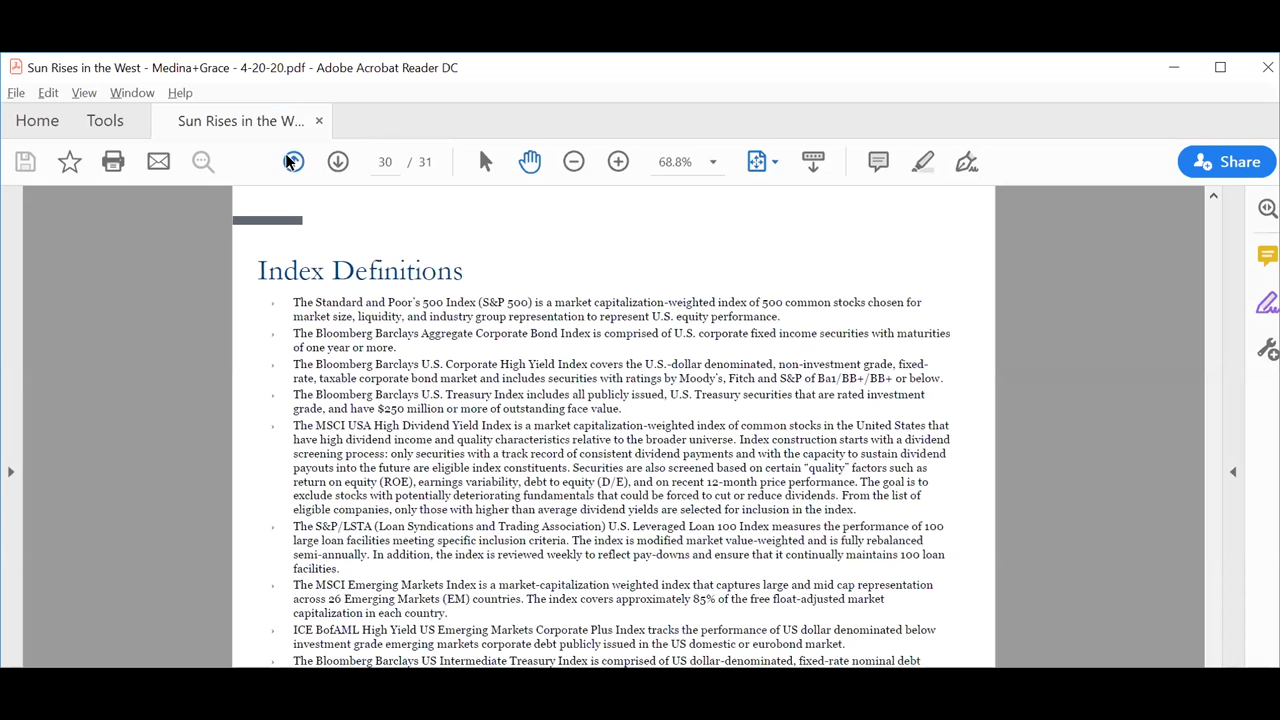 Sun Rises in the West - Medina+Grace - 4-20-20.pdf - Adobe Acrobat Reader DC
File Edit View Window Help
Home Tools Sun Rises in the W... ×
30 / 31 68.8% Share
Index Definitions
The Standard and Poor's 500 Index (S&P 500) is a market capitalization-weighted index of 500 common stocks chosen for
market size, liquidity, and industry group representation to represent U.S. equity performance.
The Bloomberg Barclays Aggregate Corporate Bond Index is comprised of U.S. corporate fixed income securities with maturities
of one year or more.
The Bloomberg Barclays U.S. Corporate High Yield Index covers the U.S.-dollar denominated, non-investment grade, fixed-
rate, taxable corporate bond market and includes securities with ratings by Moody's, Fitch and S&P of Ba1/BB+/BB+ or below.
The Bloomberg Barclays U.S. Treasury Index includes all publicly issued, U.S. Treasury securities that are rated investment
grade, and have $250 million or more of outstanding face value.
The MSCI USA High Dividend Yield Index is a market capitalization-weighted index of common stocks in the United States that
have high dividend income and quality characteristics relative to the broader universe. Index construction starts with a dividend
screening process: only securities with a track record of consistent dividend payments and with the capacity to sustain dividend
payouts into the future are eligible index constituents. Securities are also screened based on certain “quality” factors such as
return on equity (ROE), earnings variability, debt to equity (D/E), and on recent 12-month price performance. The goal is to
exclude stocks with potentially deteriorating fundamentals that could be forced to cut or reduce dividends. From the list of
eligible companies, only those with higher than average dividend yields are selected for inclusion in the index.
The S&P/LSTA (Loan Syndications and Trading Association) U.S. Leveraged Loan 100 Index measures the performance of 100
large loan facilities meeting specific inclusion criteria. The index is modified market value-weighted and is fully rebalanced
semi-annually. In addition, the index is reviewed weekly to reflect pay-downs and ensure that it continually maintains 100 loan
facilities.
The MSCI Emerging Markets Index is a market-capitalization weighted index that captures large and mid cap representation
across 26 Emerging Markets (EM) countries. The index covers approximately 85% of the free float-adjusted market
capitalization in each country.
ICE BofAML High Yield US Emerging Markets Corporate Plus Index tracks the performance of US dollar denominated below
investment grade emerging markets corporate debt publicly issued in the US domestic or eurobond market.
The Bloomberg Barclays US Intermediate Treasury Index is comprised of US dollar-denominated, fixed-rate nominal debt